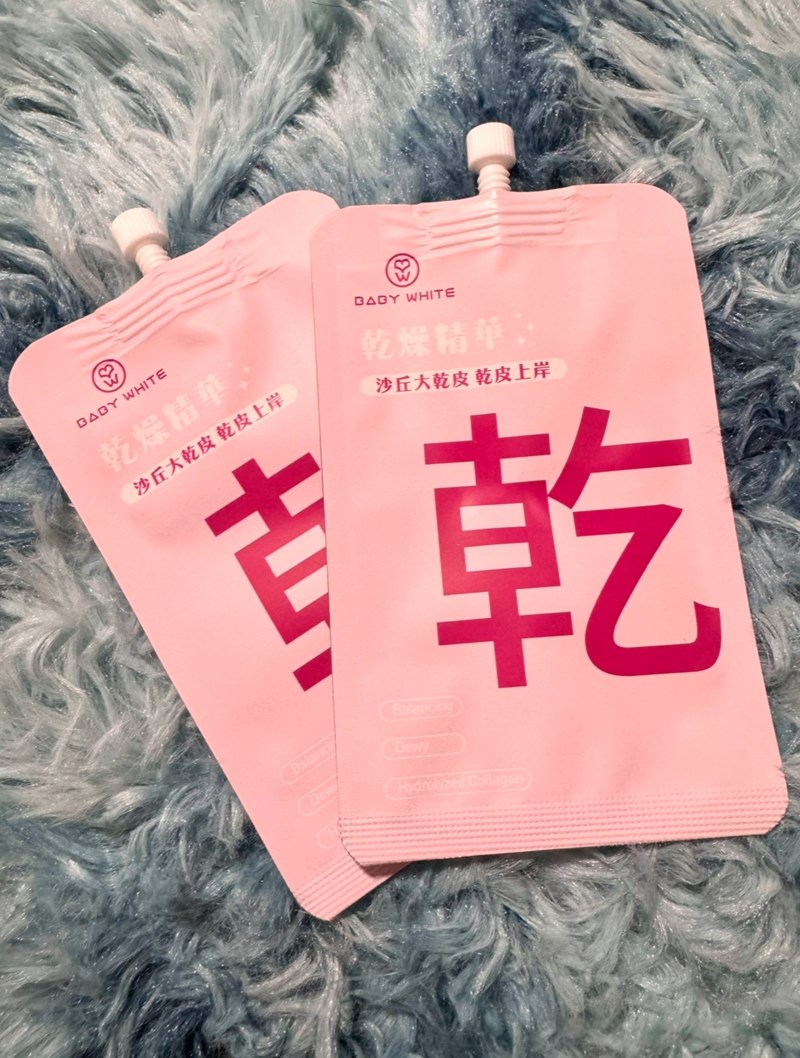 BABY WHITE
乾燥精華
沙丘大乾皮 乾皮上岸
乾
Balancing
Dewy
Hydrolyzed Collagen
BABY WHITE
乾燥精華
沙丘大乾皮 乾皮上岸